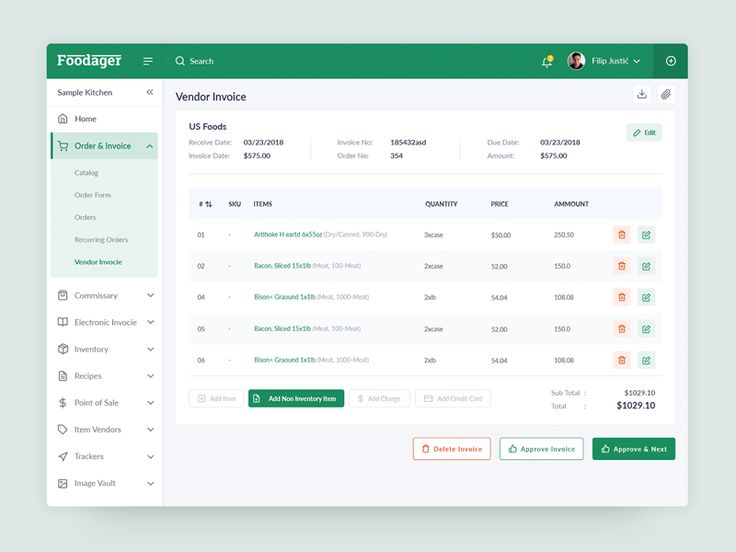 Foodager
Search
Filip Justić
Sample Kitchen
Home
Order & Invoice
Catalog
Order Form
Orders
Recurring Orders
Vendor Invocie
Commissary
Electronic Invocie
Inventory
Recipes
Point of Sale
Item Vendors
Trackers
Image Vault
Vendor Invoice
US Foods
Edit
Receive Date: 03/23/2018 Invoice No: 185432asd Due Date: 03/23/2018
Invoice Date: $575.00 Order No: 354 Amount: $575.00
# SKU ITEMS QUANTITY PRICE AMMOUNT
01 - Artihoke H eartd 6x55oz (Dry/Canned, 900-Dry) 3xcase $50.00 250.50
02 - Bacon, Sliced 15x1lb (Meat, 100-Meat) 2xcase 52.00 150.0
04 - Bison< Graound 1x1lb (Meat, 1000-Meat) 2xlb 54.04 108.08
05 - Bacon, Sliced 15x1lb (Meat, 100-Meat) 2xcase 52.00 150.0
06 - Bison< Graound 1x1lb (Meat, 1000-Meat) 2xlb 54.04 108.08
Add Item Add Non Inventory Item Add Charge Add Credit Card
Sub Total : $1029.10
Total : $1029.10
Delete Invoice Approve Invoice Approve & Next